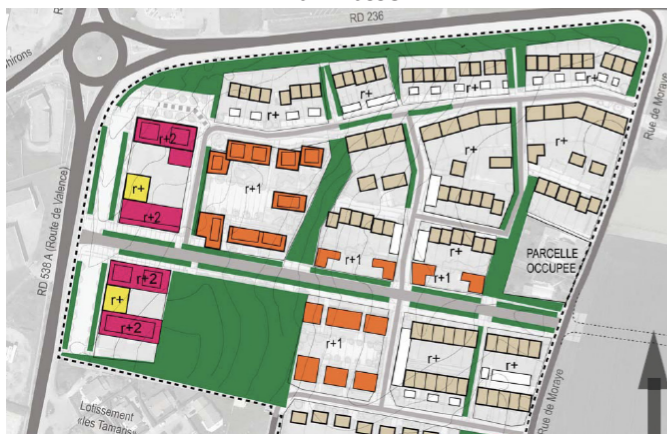 RD 236
hirons
r+
r+
r+
r+
Rue de Moraye
r+2
r+
r+2
r+1
r+
r+
r+
RD 538 A (Route de Valence)
r+
r+
PARCELLE
OCCUPEE
r+1
r+1
r+2
r+
r+2
r+1
r+
r+
Rue de Moraye
Lotissement
«les Tamaris